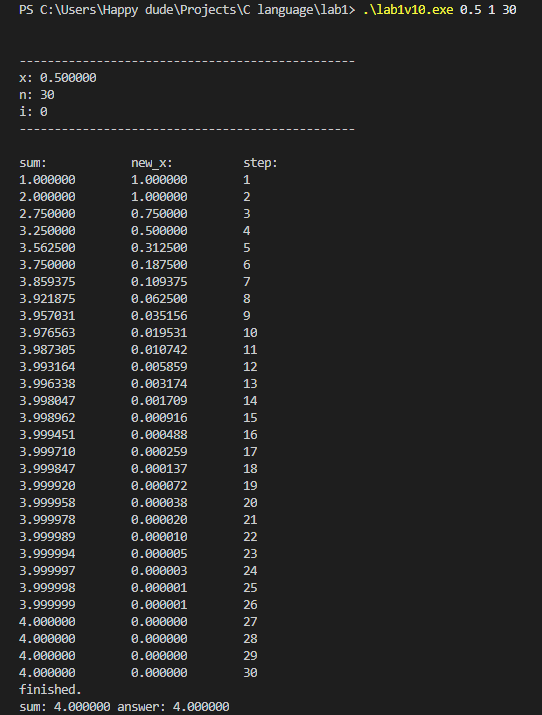 PS C:\Users\Happy dude\Projects\C language\lab1> .\lab1v10.exe 0.5 1 30
------------------------------------------------
x: 0.500000
n: 30
i: 0
------------------------------------------------
sum: new_x: step:
1.000000 1.000000 1
2.000000 1.000000 2
2.750000 0.750000 3
3.250000 0.500000 4
3.562500 0.312500 5
3.750000 0.187500 6
3.859375 0.109375 7
3.921875 0.062500 8
3.957031 0.035156 9
3.976563 0.019531 10
3.987305 0.010742 11
3.993164 0.005859 12
3.996338 0.003174 13
3.998047 0.001709 14
3.998962 0.000916 15
3.999451 0.000488 16
3.999710 0.000259 17
3.999847 0.000137 18
3.999920 0.000072 19
3.999958 0.000038 20
3.999978 0.000020 21
3.999989 0.000010 22
3.999994 0.000005 23
3.999997 0.000003 24
3.999998 0.000001 25
3.999999 0.000001 26
4.000000 0.000000 27
4.000000 0.000000 28
4.000000 0.000000 29
4.000000 0.000000 30
finished.
sum: 4.000000 answer: 4.000000